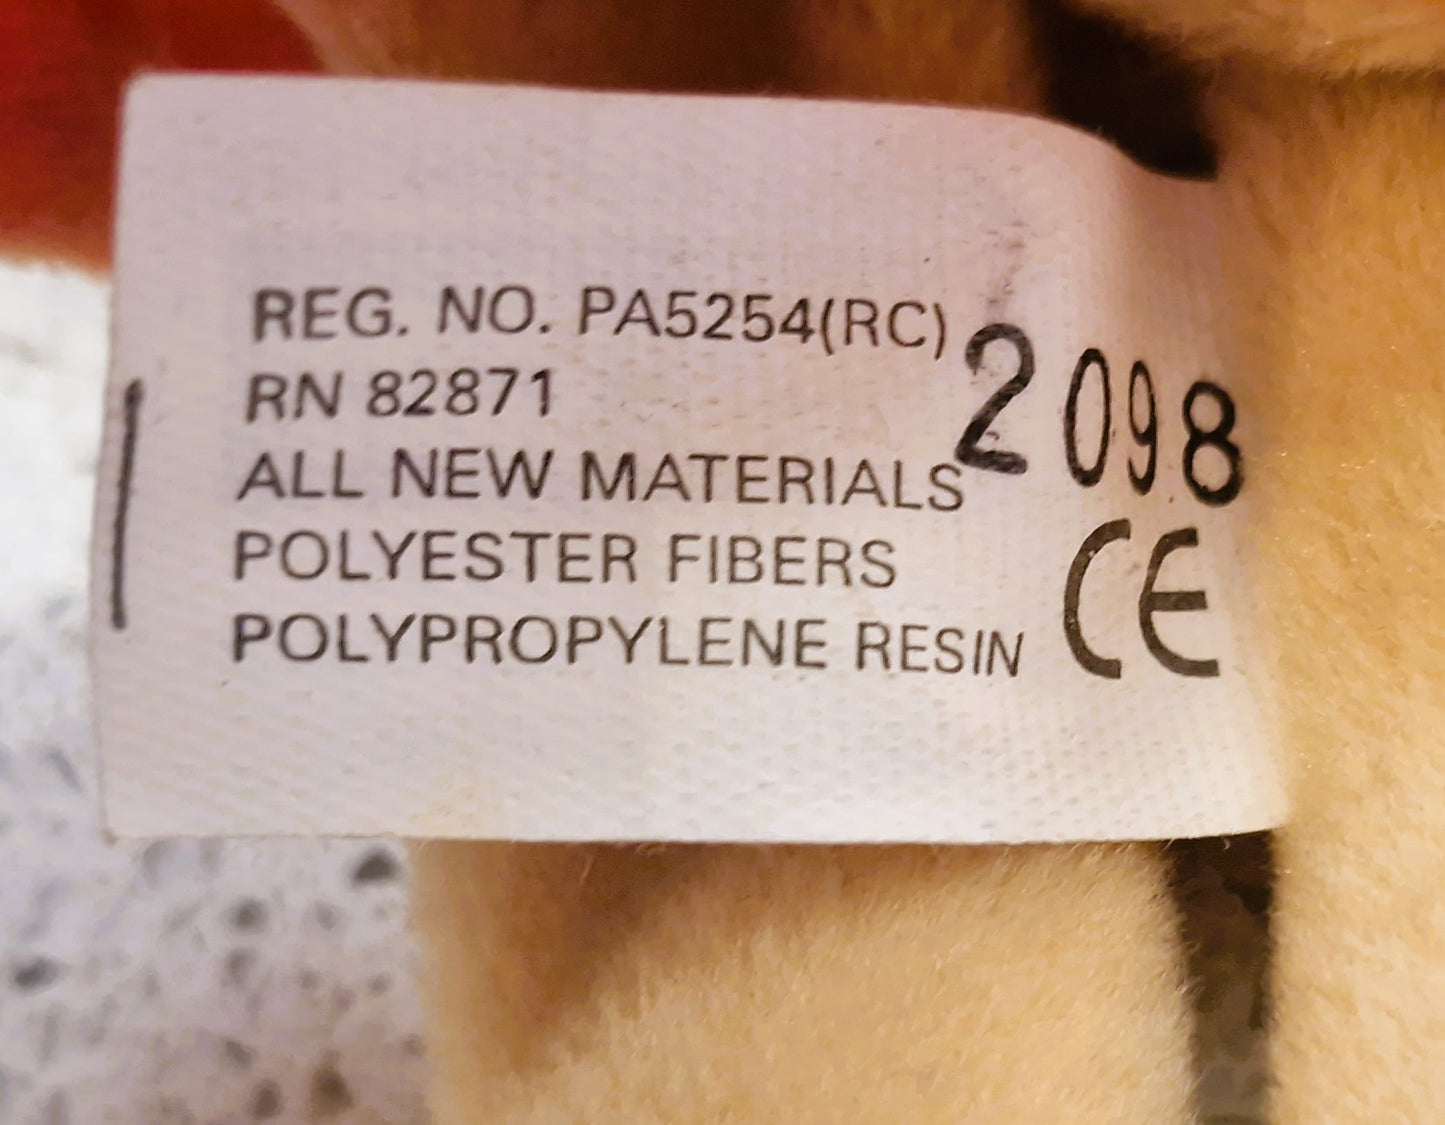 REG. NO. PA5254(RC)
RN 82871
ALL NEW MATERIALS
POLYESTER FIBERS
POLYPROPYLENE RESIN
2098
CE